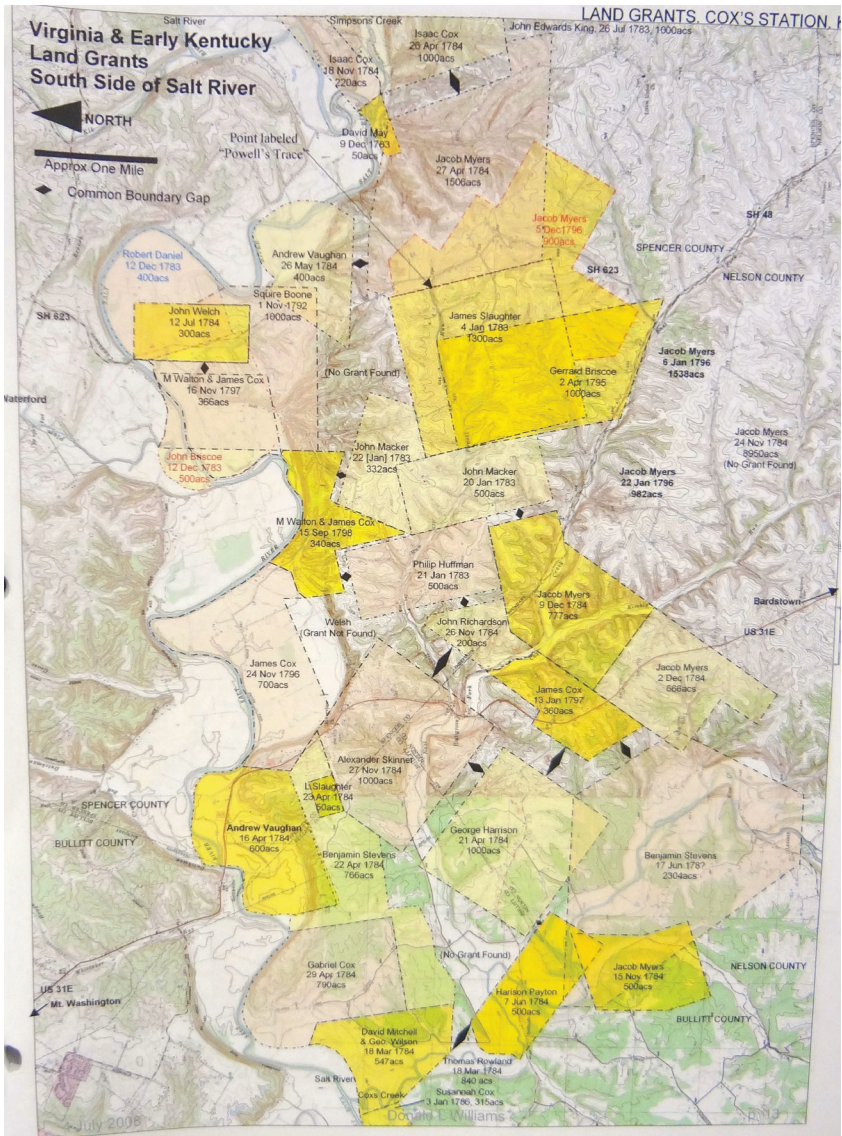 LAND GRANTS, COX'S STATION, K
Virginia & Early Kentucky
Land Grants
South Side of Salt River
NORTH
Approx One Mile
Common Boundary Gap
Salt River
Simpsons Creek
John Edwards King, 26 Jul 1783, 1000acs
Isaac Cox
26 Apr 1784
1000acs
Isaac Cox
18 Nov 1784
220acs
David May
9 Dec 1783
50acs
Point labeled
"Powell's Trace"
Jacob Myers
27 Apr 1784
1506acs
Jacob Myers
5 Dec1796
900acs
SH 48
SPENCER COUNTY
NELSON COUNTY
SH 623
Robert Daniel
12 Dec 1783
400acs
Andrew Vaughan
26 May 1784
400acs
Squire Boone
1 Nov 1792
1000acs
John Welch
12 Jul 1784
300acs
SH 623
James Slaughter
4 Jan 1783
1300acs
Jacob Myers
6 Jan 1796
1538acs
(No Grant Found)
Gerrard Briscoe
2 Apr 1795
1000acs
M Walton & James Cox
16 Nov 1797
366acs
Waterford
Jacob Myers
24 Nov 1784
8950acs
(No Grant Found)
John Briscoe
12 Dec 1783
500acs
John Macker
22 [Jan] 1783
332acs
John Macker
20 Jan 1783
500acs
Jacob Myers
22 Jan 1796
982acs
M Walton & James Cox
15 Sep 1798
340acs
Philip Huffman
21 Jan 1783
500acs
Jacob Myers
9 Dec 1784
777acs
Bardstown
US 31E
Welsh
(Grant Not Found)
John Richardson
26 Nov 1784
200acs
James Cox
24 Nov 1796
700acs
Jacob Myers
2 Dec 1784
666acs
James Cox
13 Jan 1797
360acs
Alexander Skinner
27 Nov 1784
1000acs
L Slaughter
23 Apr 1784
50acs
SPENCER COUNTY
BULLITT COUNTY
Andrew Vaughan
16 Apr 1784
600acs
George Harrison
21 Apr 1784
1000acs
Benjamin Stevens
22 Apr 1784
766acs
Benjamin Stevens
17 Jun 178?
2304acs
Gabriel Cox
29 Apr 1784
790acs
(No Grant Found)
Jacob Myers
15 Nov 1784
500acs
NELSON COUNTY
BULLITT COUNTY
US 31E
Mt. Washington
Harison Payton
7 Jun 1784
500acs
David Mitchell
& Geo. Wilson
18 Mar 1784
547acs
Thomas Rowland
18 Mar 1784
840 acs
Salt River
Coxs Creek
Susannah Cox
3 Jan 1786, 315acs
July 2008
Donald L Williams
p. 13